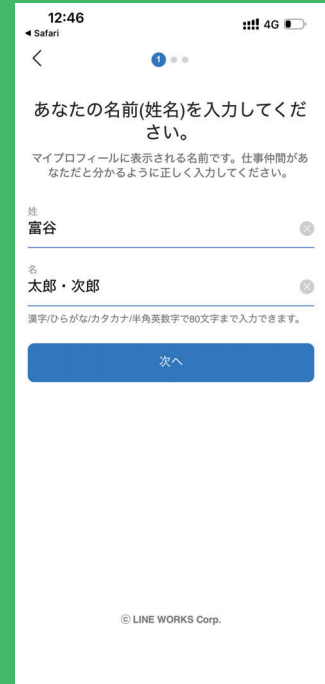 12:46
4G
Safari
1
あなたの名前(姓名)を入力してくだ
さい。
マイプロフィールに表示される名前です。仕事仲間があ
なただと分かるように正しく入力してください。
姓
富谷
名
太郎・次郎
漢字/ひらがな/カタカナ/半角英数字で80文字まで入力できます。
次へ
© LINE WORKS Corp.